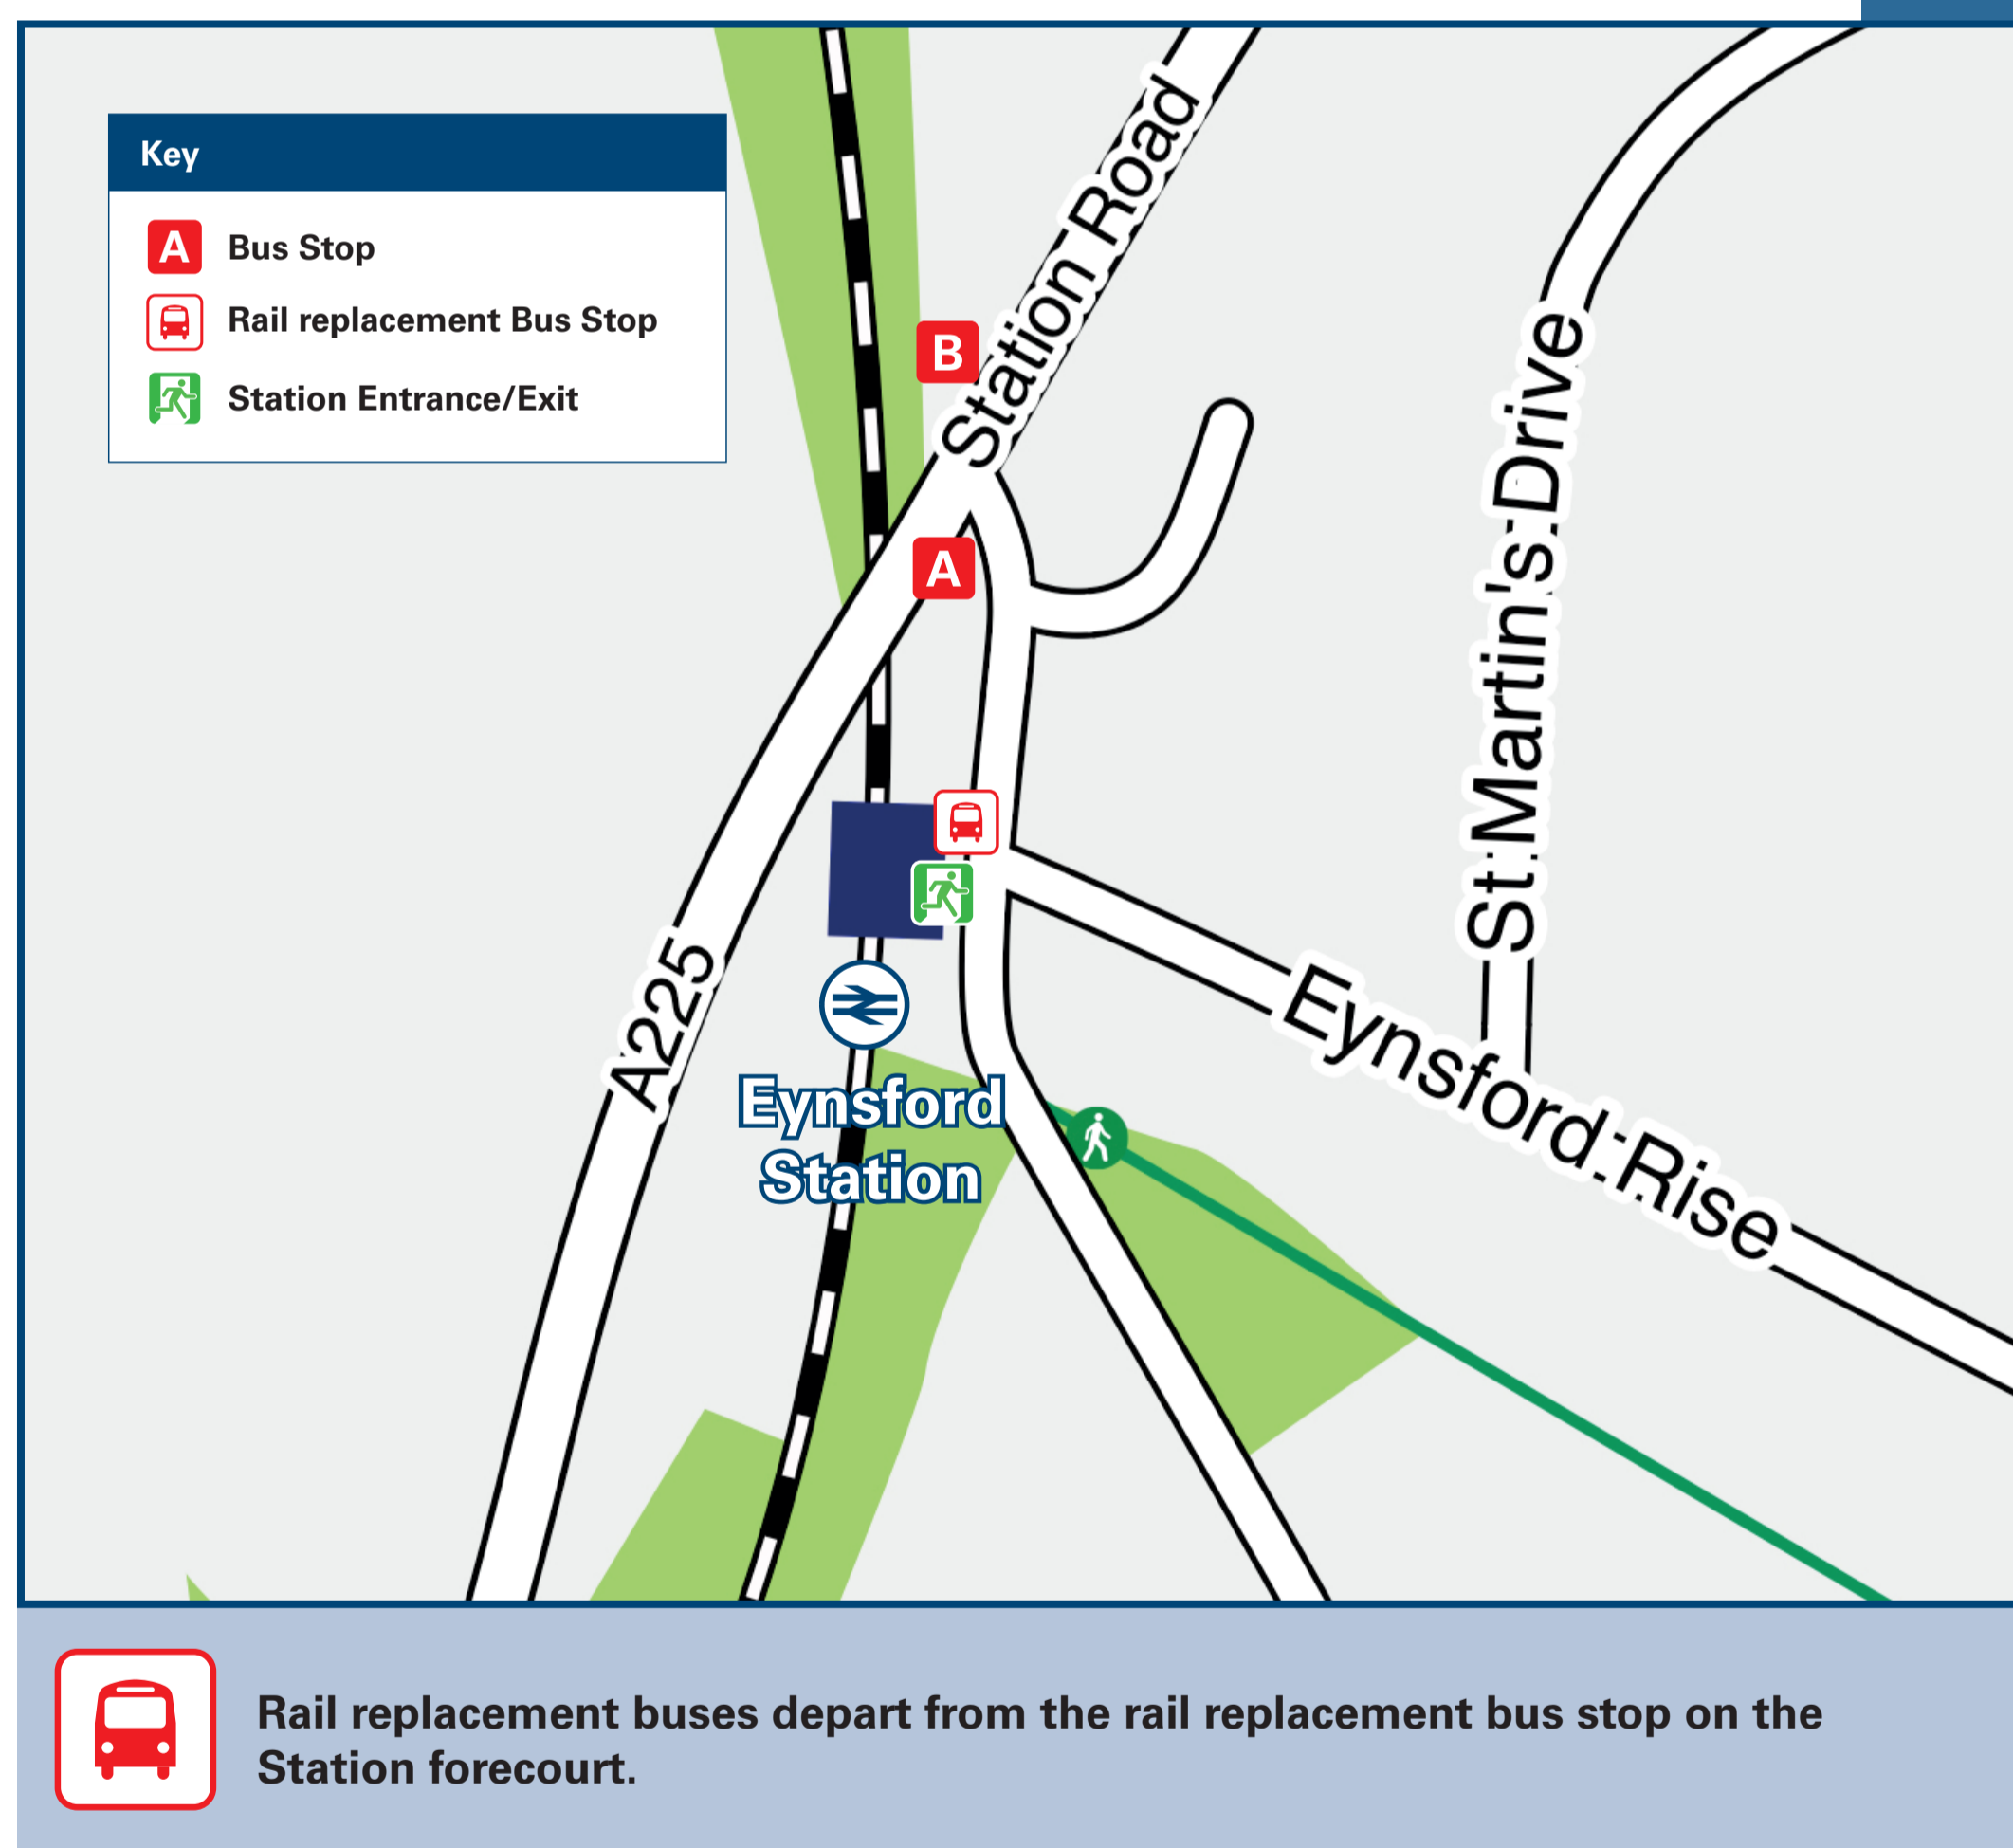 Key
A Bus Stop
Rail replacement Bus Stop
Station Entrance/Exit
Station Road
B
A
St Martin's Drive
A225
Eynsford Rise
Eynsford
Station
Rail replacement buses depart from the rail replacement bus stop on the
Station forecourt.